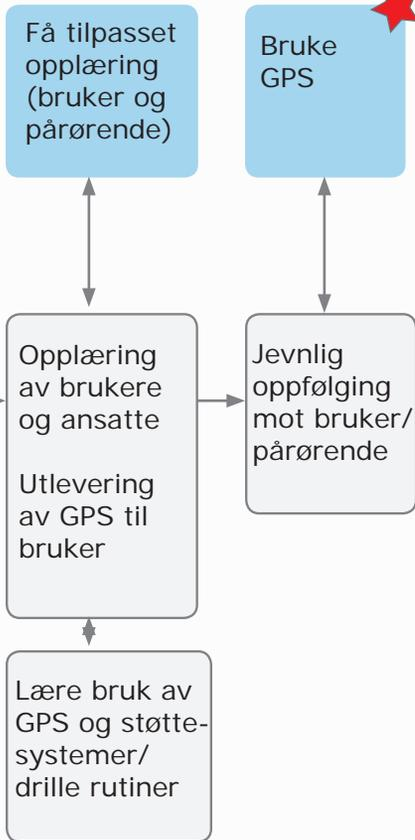 Få tilpasset
opplæring
(bruker og
pårørende)
Bruke
GPS
Opplæring
av brukere
og ansatte
Utlevering
av GPS til
bruker
Jevnlig
oppfølging
mot bruker/
pårørende
Lære bruk av
GPS og støtte-
systemer/
drille rutiner